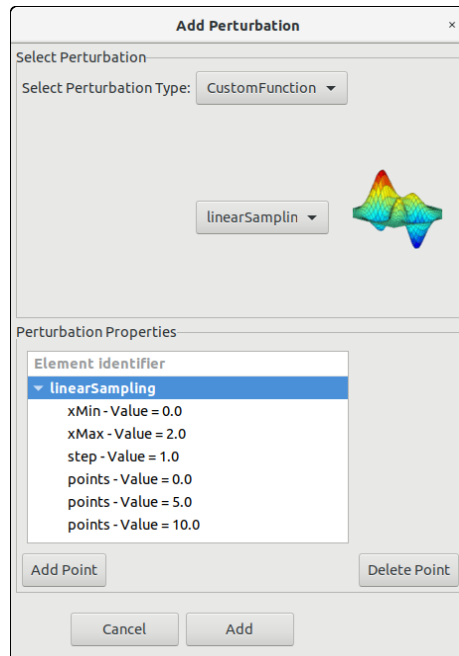 Add Perturbation ×
Select Perturbation
Select Perturbation Type: CustomFunction
linearSamplin
Perturbation Properties
Element identifier
linearSampling
xMin - Value = 0.0
xMax - Value = 2.0
step - Value = 1.0
points - Value = 0.0
points - Value = 5.0
points - Value = 10.0
Add Point Delete Point
Cancel Add